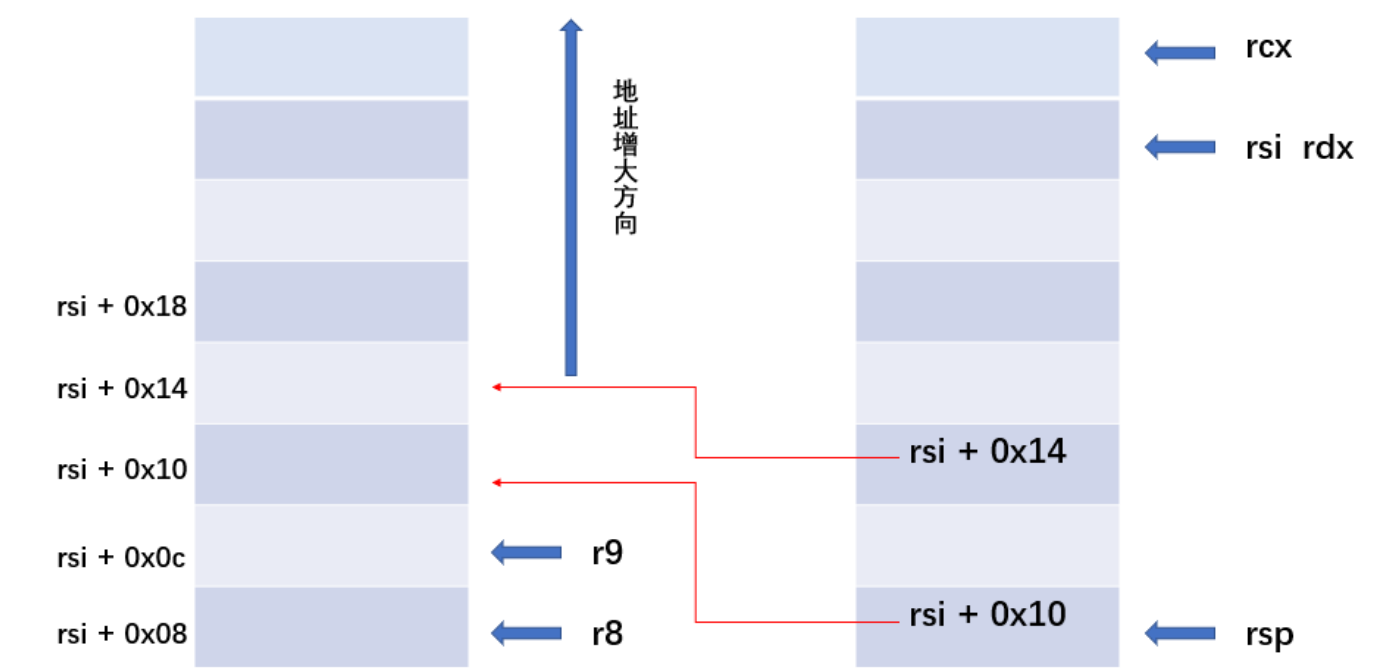 rcx
地址增大方向
rsi rdx
rsi + 0x18
rsi + 0x14
rsi + 0x14
rsi + 0x10
rsi + 0x0c
r9
rsi + 0x10
rsi + 0x08
r8
rsp